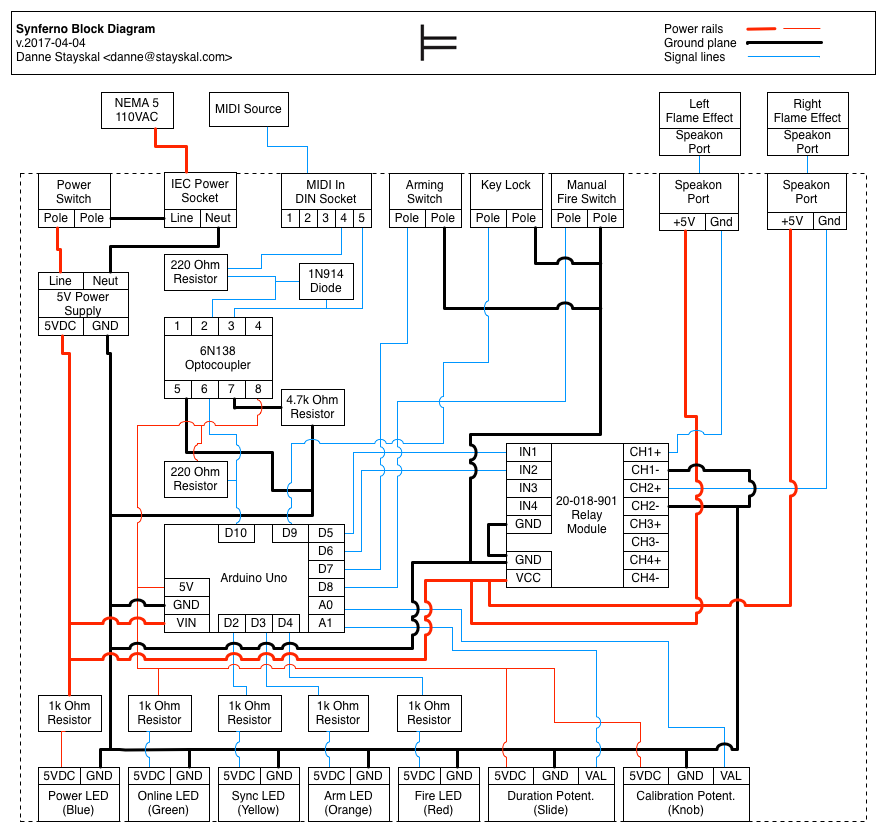 Synferno Block Diagram
v.2017-04-04
Danne Stayskal <danne@stayskal.com>
Power rails
Ground plane
Signal lines
NEMA 5
110VAC
MIDI Source
Left
Flame Effect
Speakon
Port
Right
Flame Effect
Speakon
Port
Power
Switch
Pole Pole
IEC Power
Socket
Line Neut
MIDI In
DIN Socket
1 2 3 4 5
Arming
Switch
Pole Pole
Key Lock
Pole Pole
Manual
Fire Switch
Pole Pole
Speakon
Port
+5V Gnd
Speakon
Port
+5V Gnd
220 Ohm
Resistor
1N914
Diode
Line Neut
5V Power
Supply
5VDC GND
1 2 3 4
6N138
Optocoupler
5 6 7 8
4.7k Ohm
Resistor
220 Ohm
Resistor
IN1
IN2
IN3
IN4
GND
GND
VCC
20-018-901
Relay
Module
CH1+
CH1-
CH2+
CH2-
CH3+
CH3-
CH4+
CH4-
D10 D9 D5
D6
D7
D8
A0
A1
Arduino Uno
5V
GND
VIN
D2 D3 D4
1k Ohm
Resistor
1k Ohm
Resistor
1k Ohm
Resistor
1k Ohm
Resistor
1k Ohm
Resistor
5VDC GND
Power LED
(Blue)
5VDC GND
Online LED
(Green)
5VDC GND
Sync LED
(Yellow)
5VDC GND
Arm LED
(Orange)
5VDC GND
Fire LED
(Red)
5VDC GND VAL
Duration Potent.
(Slide)
5VDC GND VAL
Calibration Potent.
(Knob)